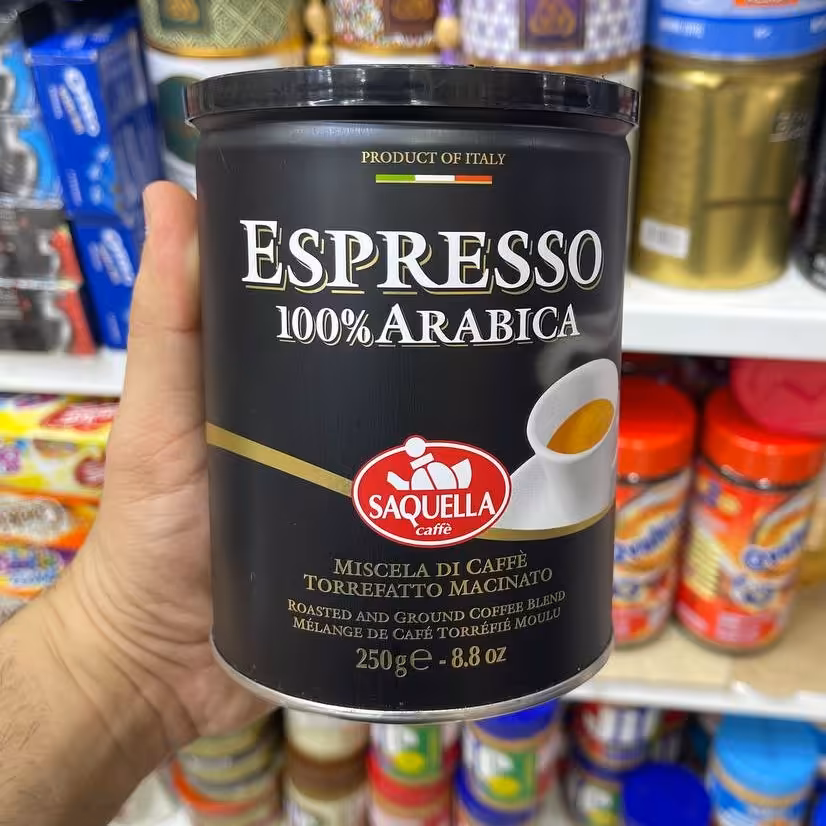 PRODUCT OF ITALY
ESPRESSO
100% ARABICA
SAQUELLA
caffè
MISCELA DI CAFFÈ
TORREFATTO MACINATO
ROASTED AND GROUND COFFEE BLEND
MÉLANGE DE CAFÉ TORRÉFIÉ MOULU
250g℮ - 8.8 oz
OREO